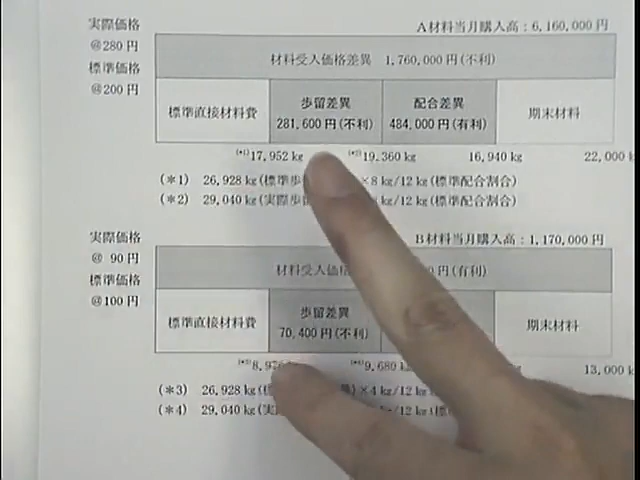 実際価格
A材料当月購入高：6,160,000円
@280円
材料受入価格差異 1,760,000円(不利)
標準価格
@200円
標準直接材料費
歩留差異
281,600円(不利)
配合差異
484,000円(有利)
期末材料
(*1)17,952 kg
(*2)19,360 kg
16,940 kg
22,000 k
(*1) 26,928 kg(標準歩
×8 kg/12 kg(標準配合割合)
(*2) 29,040 kg(実際歩留
kg/12 kg(標準配合割合)
実際価格
B材料当月購入高：1,170,000円
@ 90円
材料受入価
円(有利)
標準価格
@100円
標準直接材料費
歩留差異
70,400円(不利)
期末材料
(*3)8,97
(*4)9,680 k
13,000 k
(*3) 26,928 kg
)×4 kg/12 kg
(*4) 29,040 kg(実
/12 kg